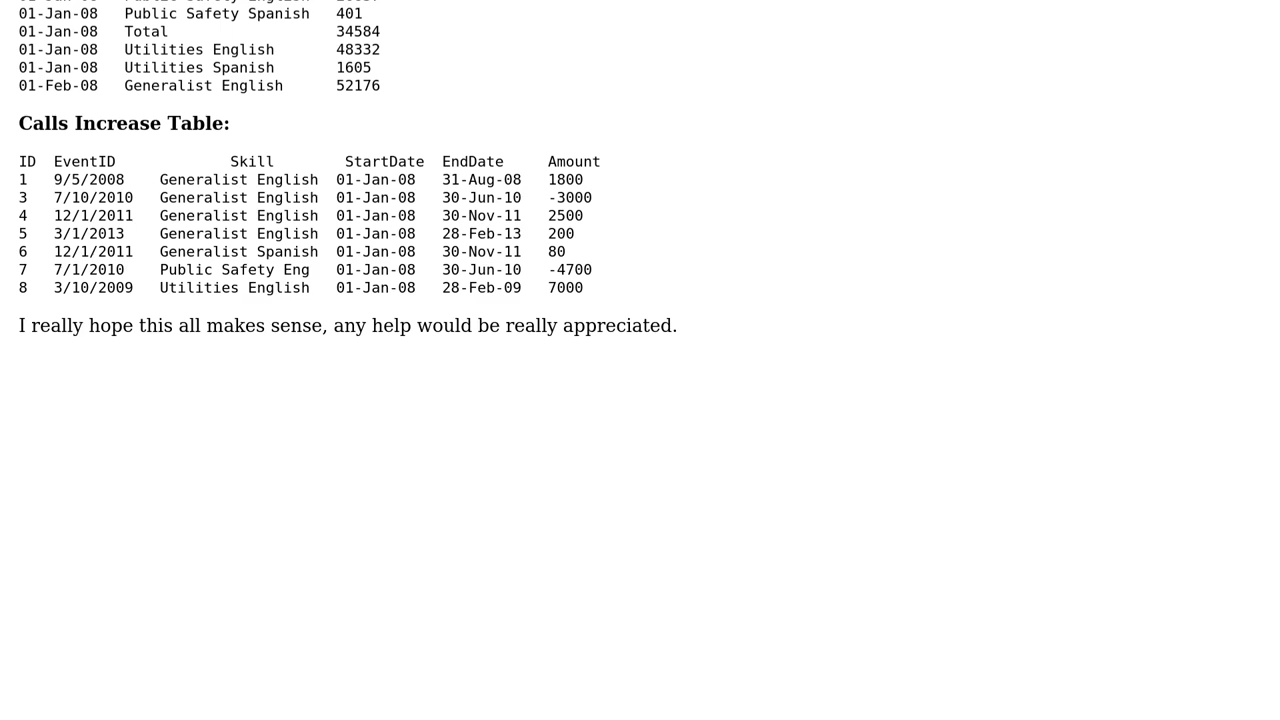 01-Jan-08 Public Safety Spanish 401
01-Jan-08 Total 34584
01-Jan-08 Utilities English 48332
01-Jan-08 Utilities Spanish 1605
01-Feb-08 Generalist English 52176
Calls Increase Table:
ID EventID Skill StartDate EndDate Amount
1 9/5/2008 Generalist English 01-Jan-08 31-Aug-08 1800
3 7/10/2010 Generalist English 01-Jan-08 30-Jun-10 -3000
4 12/1/2011 Generalist English 01-Jan-08 30-Nov-11 2500
5 3/1/2013 Generalist English 01-Jan-08 28-Feb-13 200
6 12/1/2011 Generalist Spanish 01-Jan-08 30-Nov-11 80
7 7/1/2010 Public Safety Eng 01-Jan-08 30-Jun-10 -4700
8 3/10/2009 Utilities English 01-Jan-08 28-Feb-09 7000
I really hope this all makes sense, any help would be really appreciated.